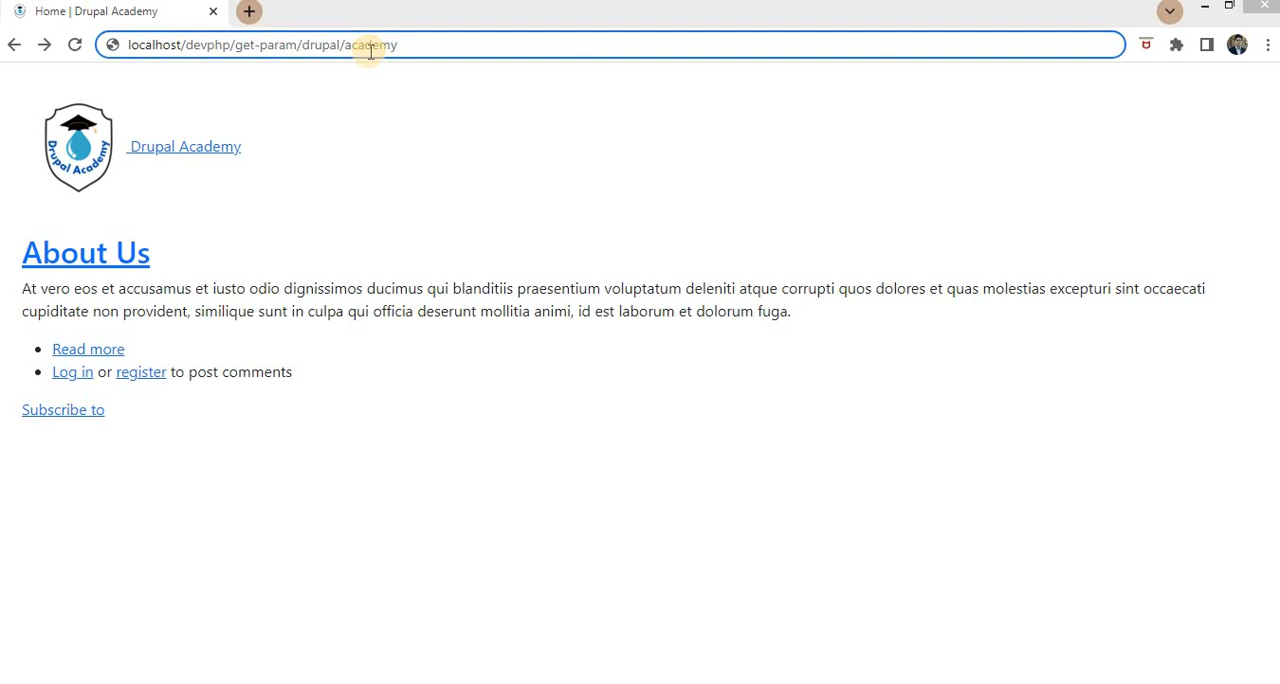 Home | Drupal Academy
localhost/devphp/get-param/drupal/academy
Drupal Academy
Drupal Academy
About Us
At vero eos et accusamus et iusto odio dignissimos ducimus qui blanditiis praesentium voluptatum deleniti atque corrupti quos dolores et quas molestias excepturi sint occaecati
cupiditate non provident, similique sunt in culpa qui officia deserunt mollitia animi, id est laborum et dolorum fuga.
Read more
Log in or register to post comments
Subscribe to